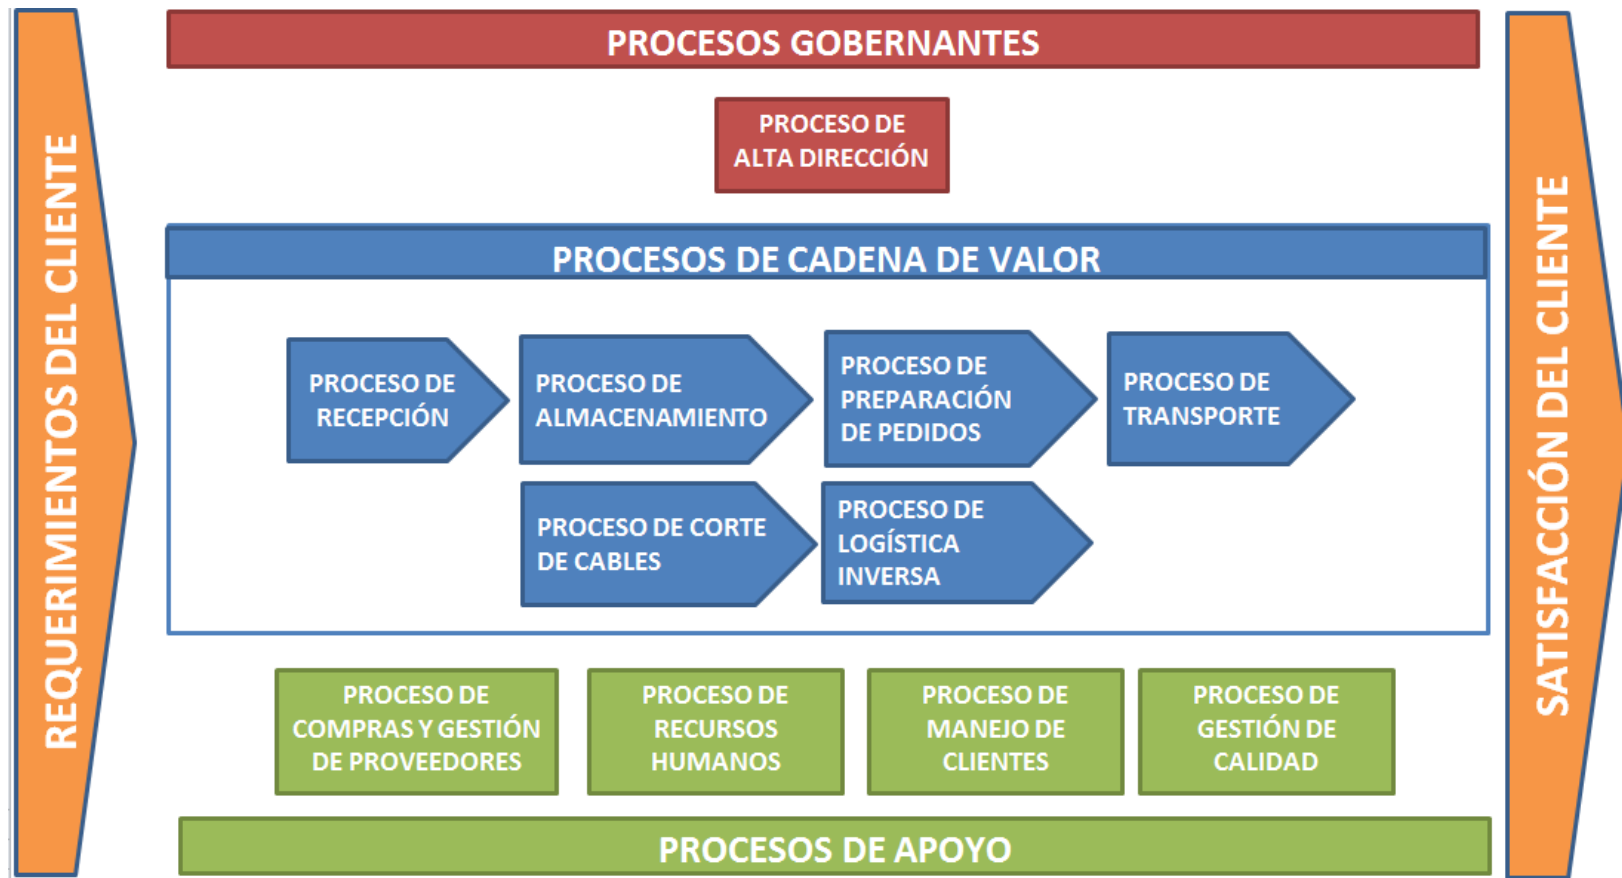 REQUERIMIENTOS DEL CLIENTE
PROCESOS GOBERNANTES
PROCESO DE
ALTA DIRECCIÓN
PROCESOS DE CADENA DE VALOR
PROCESO DE
RECEPCIÓN
PROCESO DE
ALMACENAMIENTO
PROCESO DE
PREPARACIÓN
DE PEDIDOS
PROCESO DE
TRANSPORTE
PROCESO DE CORTE
DE CABLES
PROCESO DE
LOGÍSTICA
INVERSA
PROCESO DE
COMPRAS Y GESTIÓN
DE PROVEEDORES
PROCESO DE
RECURSOS
HUMANOS
PROCESO DE
MANEJO DE
CLIENTES
PROCESO DE
GESTIÓN DE
CALIDAD
PROCESOS DE APOYO
SATISFACCIÓN DEL CLIENTE